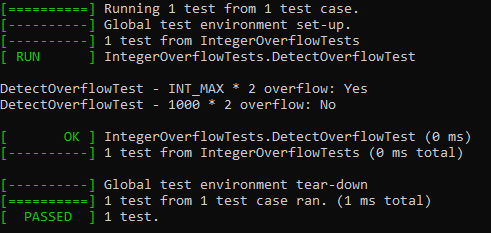 [==========] Running 1 test from 1 test case.
[----------] Global test environment set-up.
[----------] 1 test from IntegerOverflowTests
[ RUN      ] IntegerOverflowTests.DetectOverflowTest
DetectOverflowTest - INT_MAX * 2 overflow: Yes
DetectOverflowTest - 1000 * 2 overflow: No
[       OK ] IntegerOverflowTests.DetectOverflowTest (0 ms)
[----------] 1 test from IntegerOverflowTests (0 ms total)
[----------] Global test environment tear-down
[==========] 1 test from 1 test case ran. (1 ms total)
[  PASSED  ] 1 test.